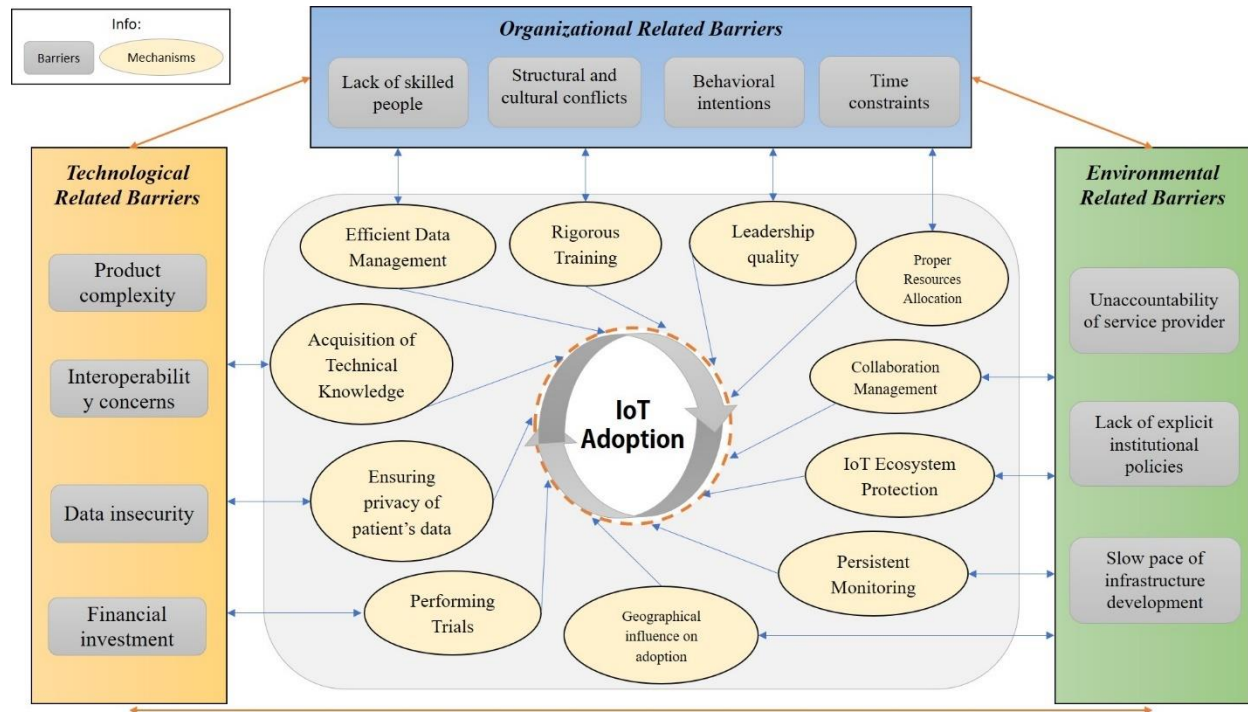 Info:
Barriers
Mechanisms
Organizational Related Barriers
Lack of skilled
people
Structural and
cultural conflicts
Behavioral
intentions
Time
constraints
Technological
Related Barriers
Product
complexity
Interoperabilit
y concerns
Data insecurity
Financial
investment
Environmental
Related Barriers
Unaccountability
of service provider
Lack of explicit
institutional
policies
Slow pace of
infrastructure
development
Efficient Data
Management
Rigorous
Training
Leadership
quality
Proper
Resources
Allocation
Acquisition of
Technical
Knowledge
Collaboration
Management
IoT
Adoption
Ensuring
privacy of
patient's data
IoT Ecosystem
Protection
Performing
Trials
Persistent
Monitoring
Geographical
influence on
adoption